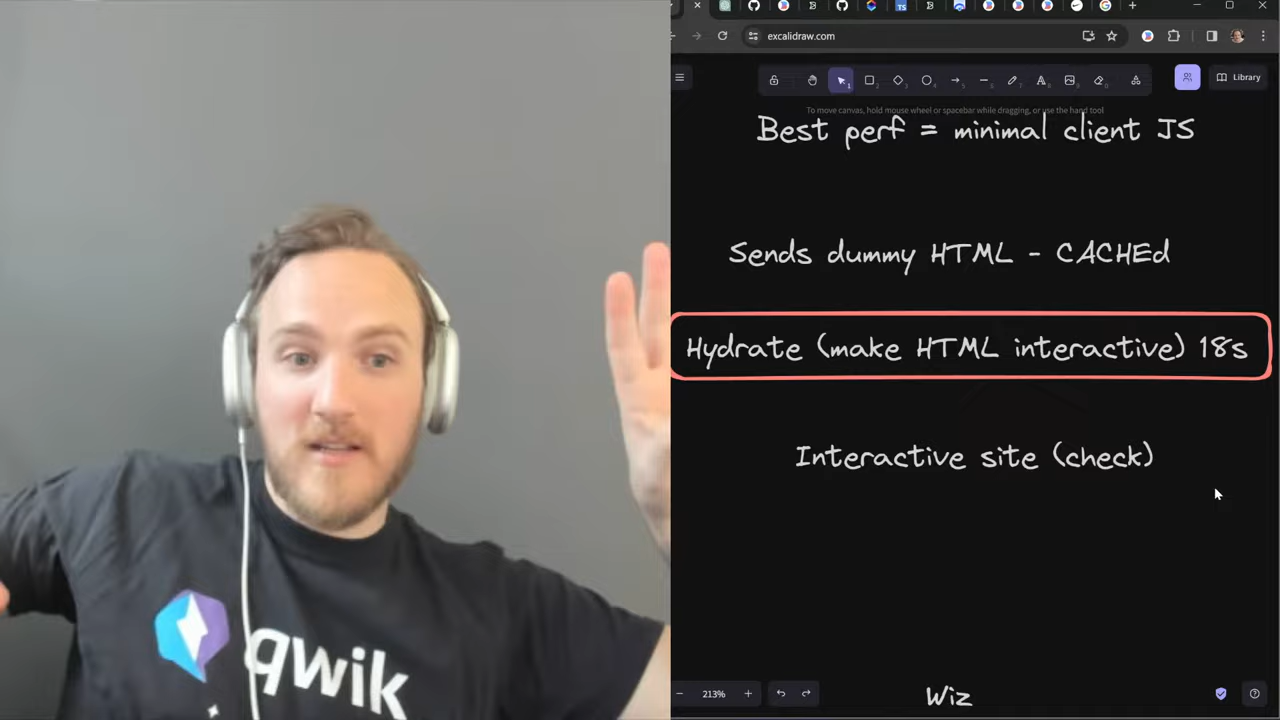 excalidraw.com
Library
To move canvas, hold mouse wheel or spacebar while dragging, or use the hand tool
Best perf = minimal client JS
Sends dummy HTML - CACHEd
Hydrate (make HTML interactive) 18s
Interactive site (check)
qwik
213%
Wiz